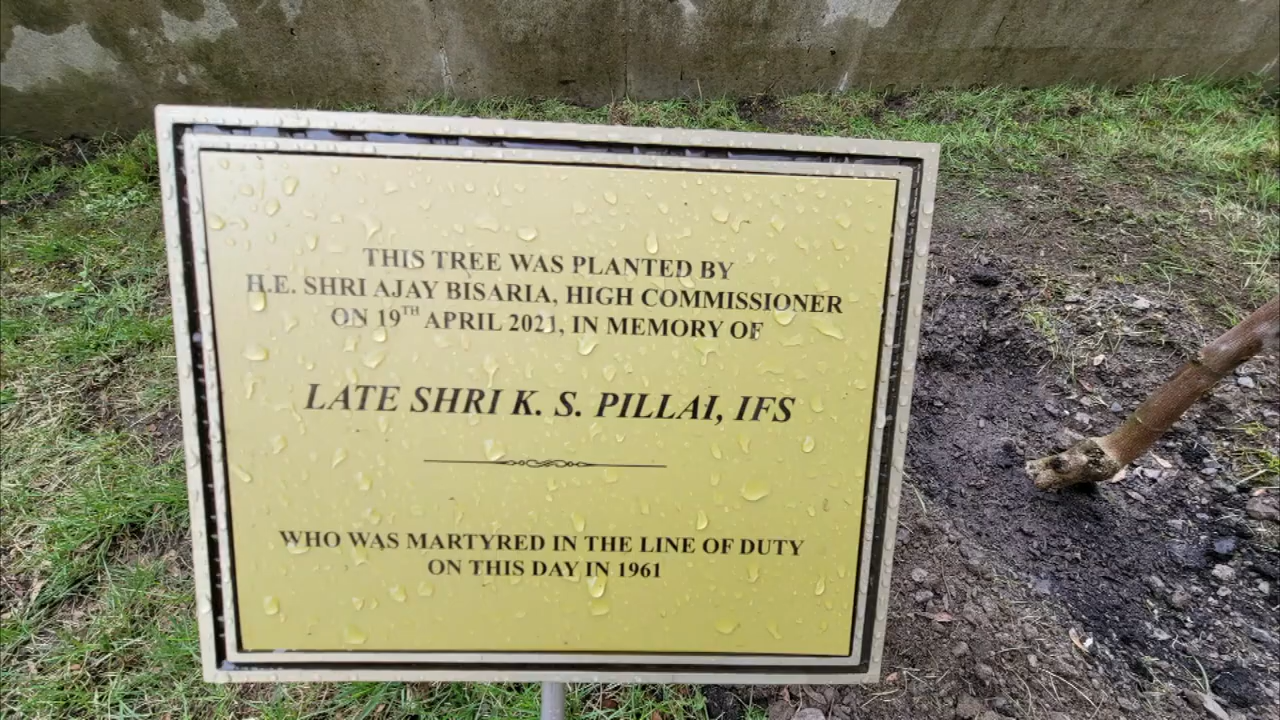 THIS TREE WAS PLANTED BY
H.E. SHRI AJAY BISARIA, HIGH COMMISSIONER
ON 19TH APRIL 2021, IN MEMORY OF
LATE SHRI K. S. PILLAI, IFS
WHO WAS MARTYRED IN THE LINE OF DUTY
ON THIS DAY IN 1961